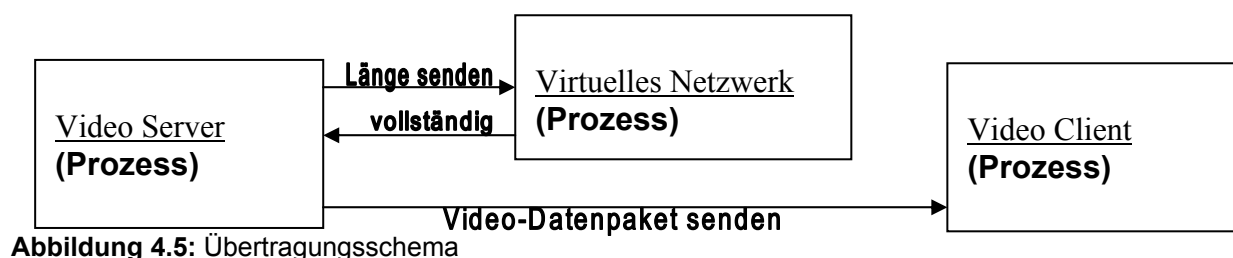 Video Server
(Prozess)
Länge senden
vollständig
Virtuelles Netzwerk
(Prozess)
Video Client
(Prozess)
Video-Datenpaket senden
Abbildung 4.5: Übertragungsschema